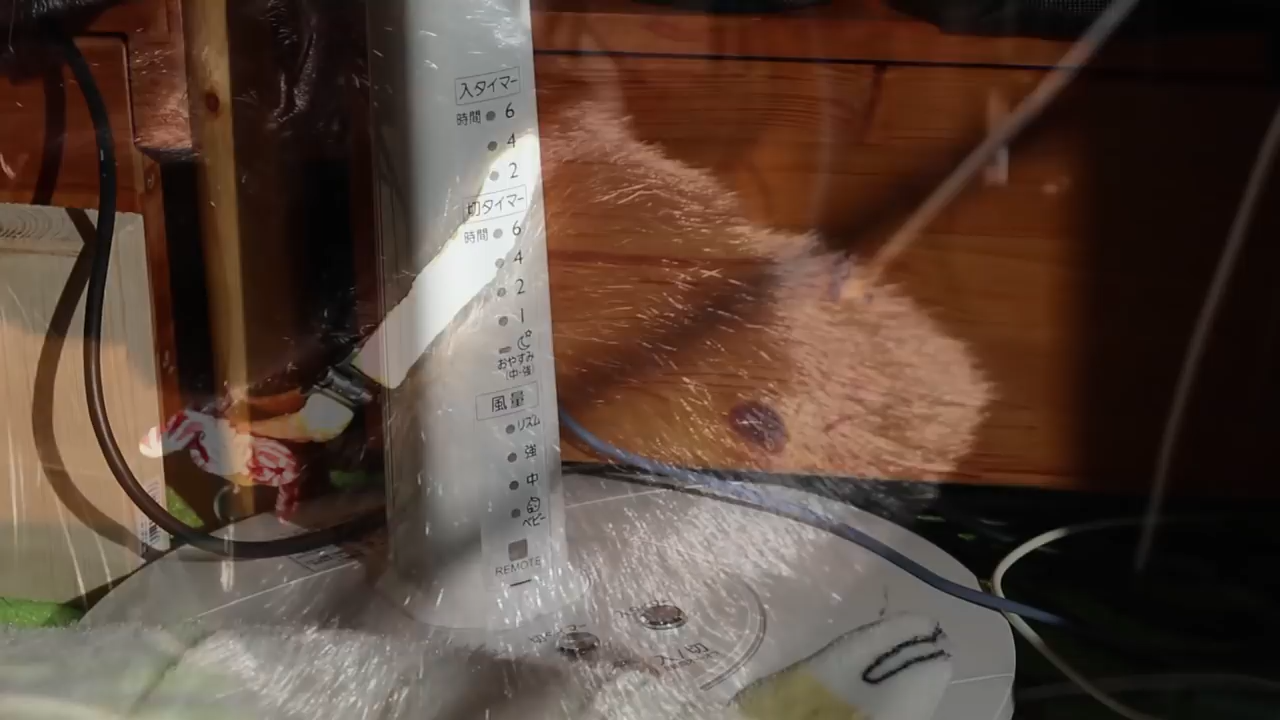 入タイマー
時間 6
4
2
切タイマー
時間 6
4
2
1
おやすみ
(中・強)
風量
リズム
強
中
ベビー
REMOTE
入/切